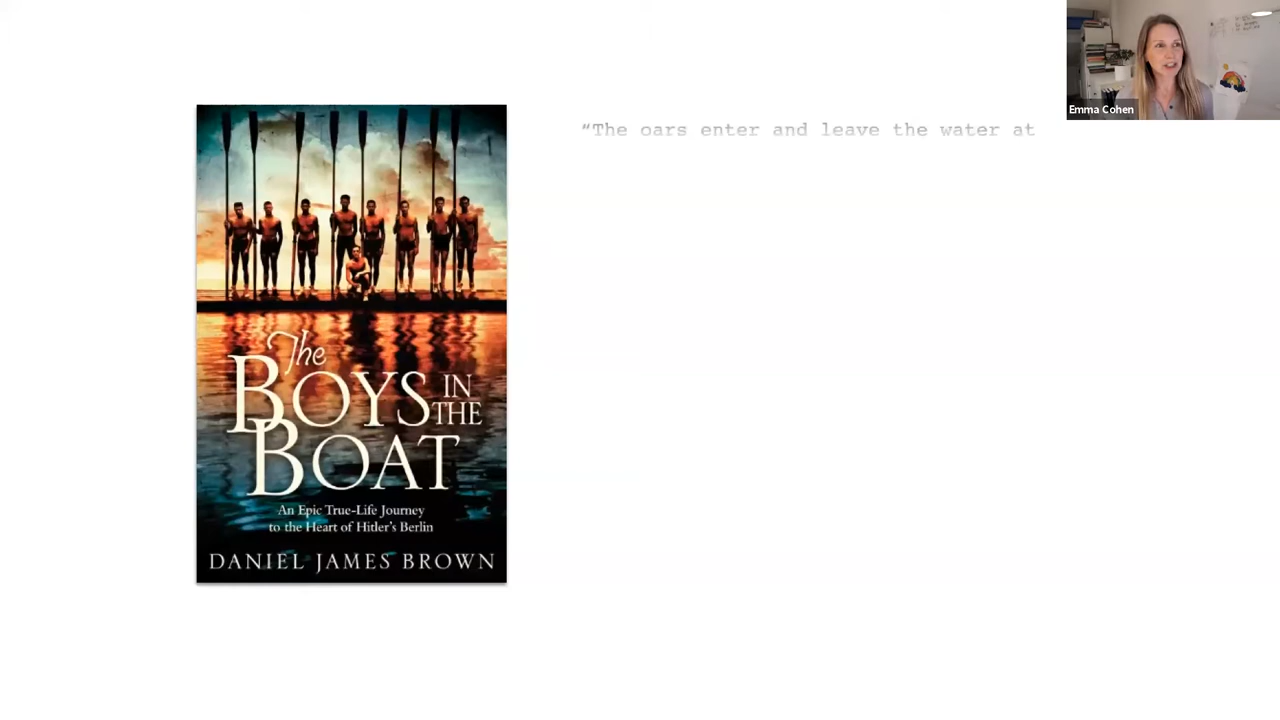 Emma Cohen
“The oars enter and leave the water at
The
BOYS IN
THE
BOAT
An Epic True-Life Journey
to the Heart of Hitler's Berlin
DANIEL JAMES BROWN